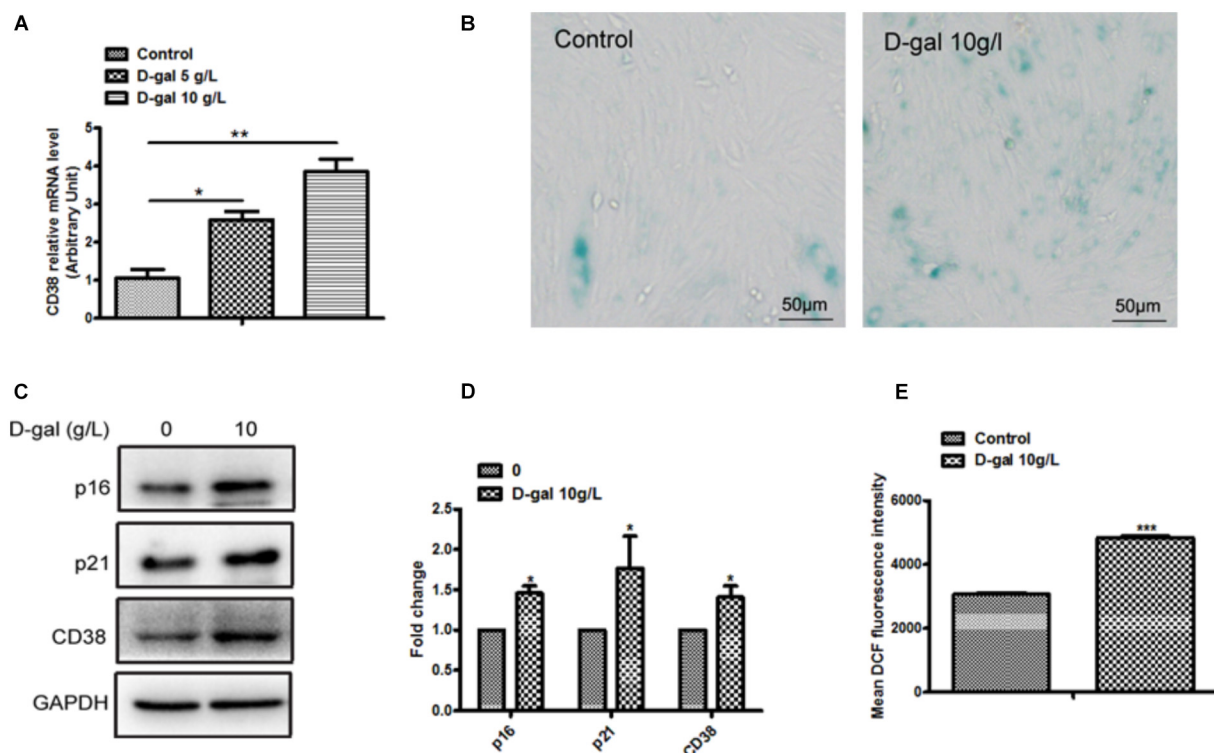 A
Control
D-gal 5 g/L
D-gal 10 g/L
CD38 relative mRNA level
(Arbitrary Unit)
5
4
3
2
1
0
*
**
B
Control
50µm
D-gal 10g/l
50µm
C
D-gal (g/L) 0 10
p16
p21
CD38
GAPDH
D
0
D-gal 10g/L
Fold change
2.5
2.0
1.5
1.0
0.5
0.0
* * *
p16 p21 CD38
E
Control
D-gal 10g/L
Mean DCF fluorescence intensity
6000
4000
2000
0
***